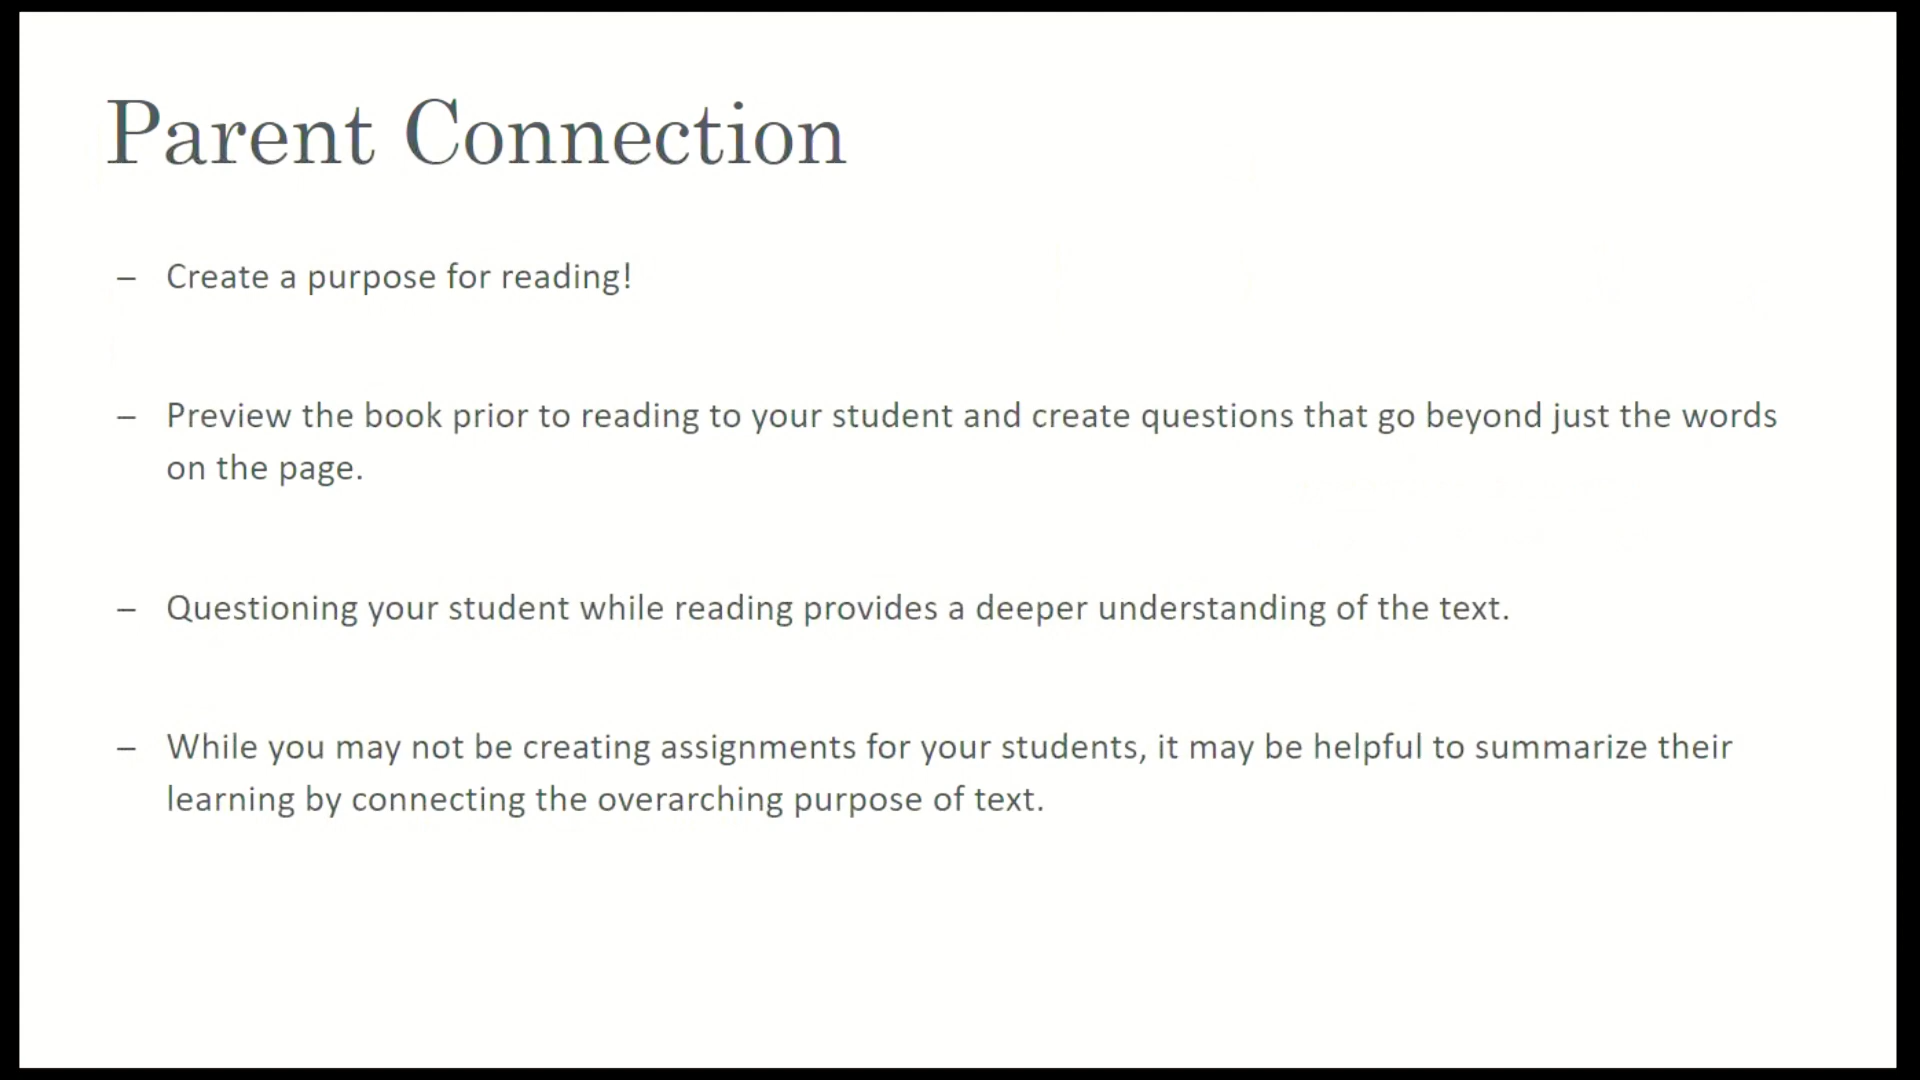 Parent Connection
– Create a purpose for reading!
– Preview the book prior to reading to your student and create questions that go beyond just the words
on the page.
– Questioning your student while reading provides a deeper understanding of the text.
– While you may not be creating assignments for your students, it may be helpful to summarize their
learning by connecting the overarching purpose of text.